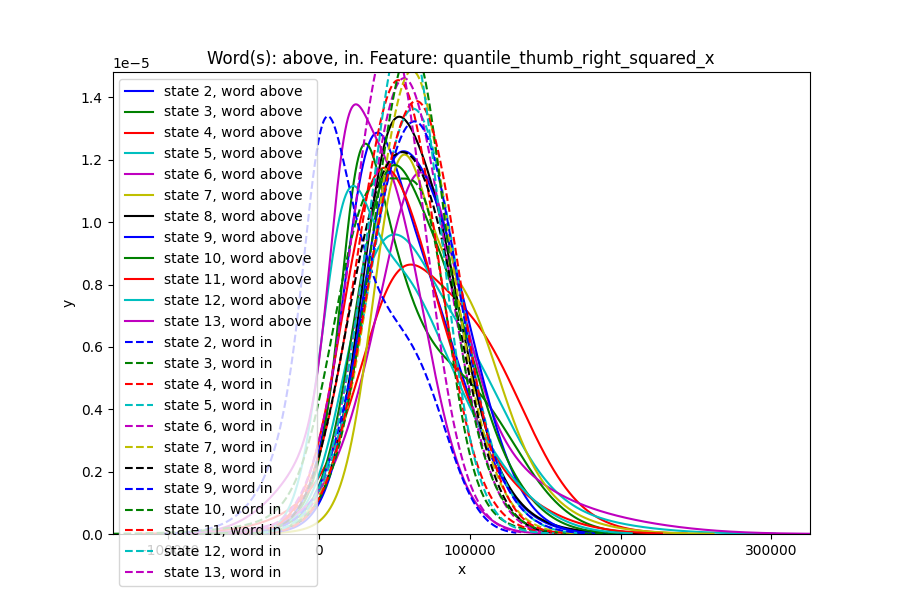 Word(s): above, in. Feature: quantile_thumb_right_squared_x
1e−5
1.4
1.2
1.0
0.8
0.6
0.4
0.2
0.0
y
state 2, word above
state 3, word above
state 4, word above
state 5, word above
state 6, word above
state 7, word above
state 8, word above
state 9, word above
state 10, word above
state 11, word above
state 12, word above
state 13, word above
state 2, word in
state 3, word in
state 4, word in
state 5, word in
state 6, word in
state 7, word in
state 8, word in
state 9, word in
state 10, word in
state 11, word in
state 12, word in
state 13, word in
0 100000 200000 300000
x